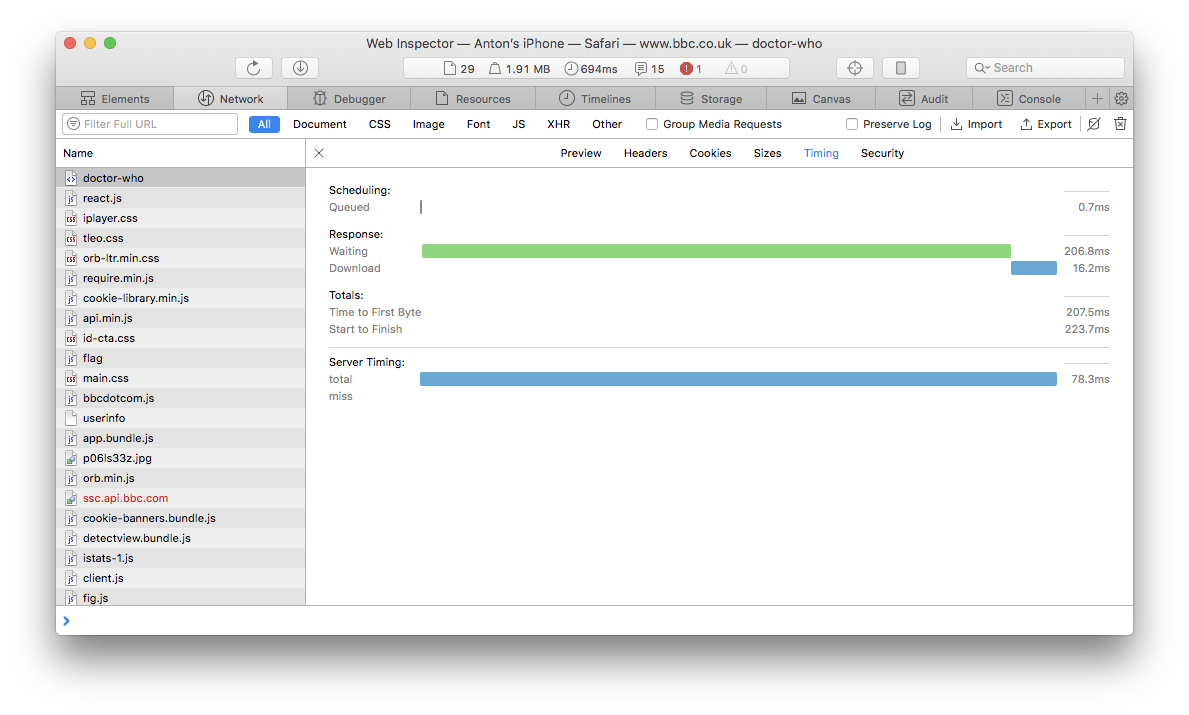 Web Inspector — Anton's iPhone — Safari — www.bbc.co.uk — doctor-who
29 1.91 MB 694ms 15 1 0
Search
Elements Network Debugger Resources Timelines Storage Canvas Audit Console
Filter Full URL All Document CSS Image Font JS XHR Other Group Media Requests Preserve Log Import Export
Name
Preview Headers Cookies Sizes Timing Security
doctor-who
react.js
iplayer.css
tleo.css
orb-ltr.min.css
require.min.js
cookie-library.min.js
api.min.js
id-cta.css
flag
main.css
bbcdotcom.js
userinfo
app.bundle.js
p06ls33z.jpg
orb.min.js
ssc.api.bbc.com
cookie-banners.bundle.js
detectview.bundle.js
istats-1.js
client.js
fig.js
Scheduling:
Queued 0.7ms
Response:
Waiting 206.8ms
Download 16.2ms
Totals:
Time to First Byte 207.5ms
Start to Finish 223.7ms
Server Timing:
total 78.3ms
miss